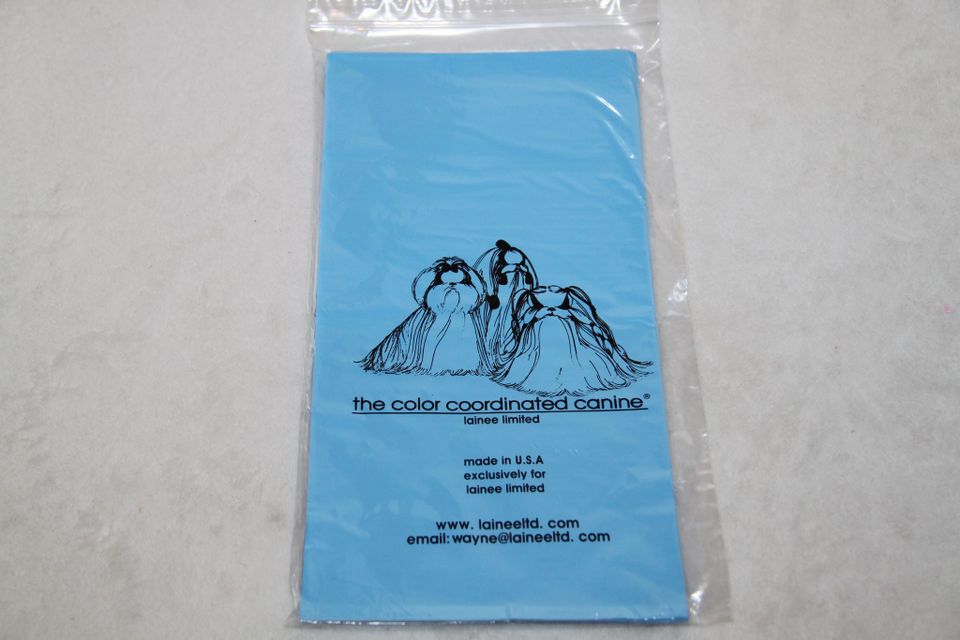 the color coordinated canine®
lainee limited
made in U.S.A
exclusively for
lainee limited
www. laineeltd. com
email: wayne@laineeltd. com